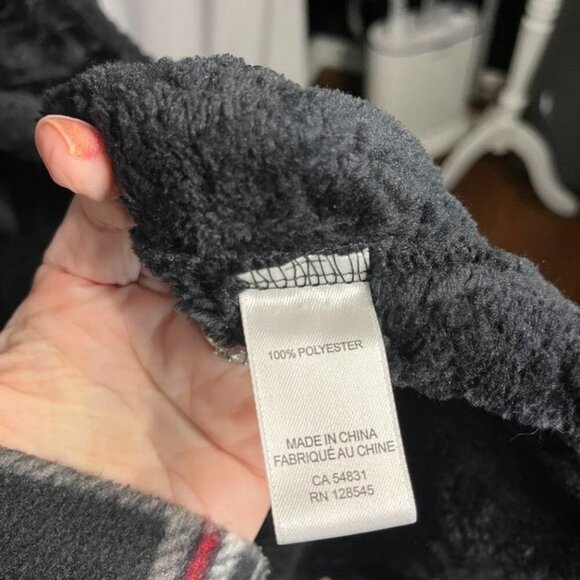 100% POLYESTER
MADE IN CHINA
FABRIQUÉ AU CHINE
CA 54831
RN 128545